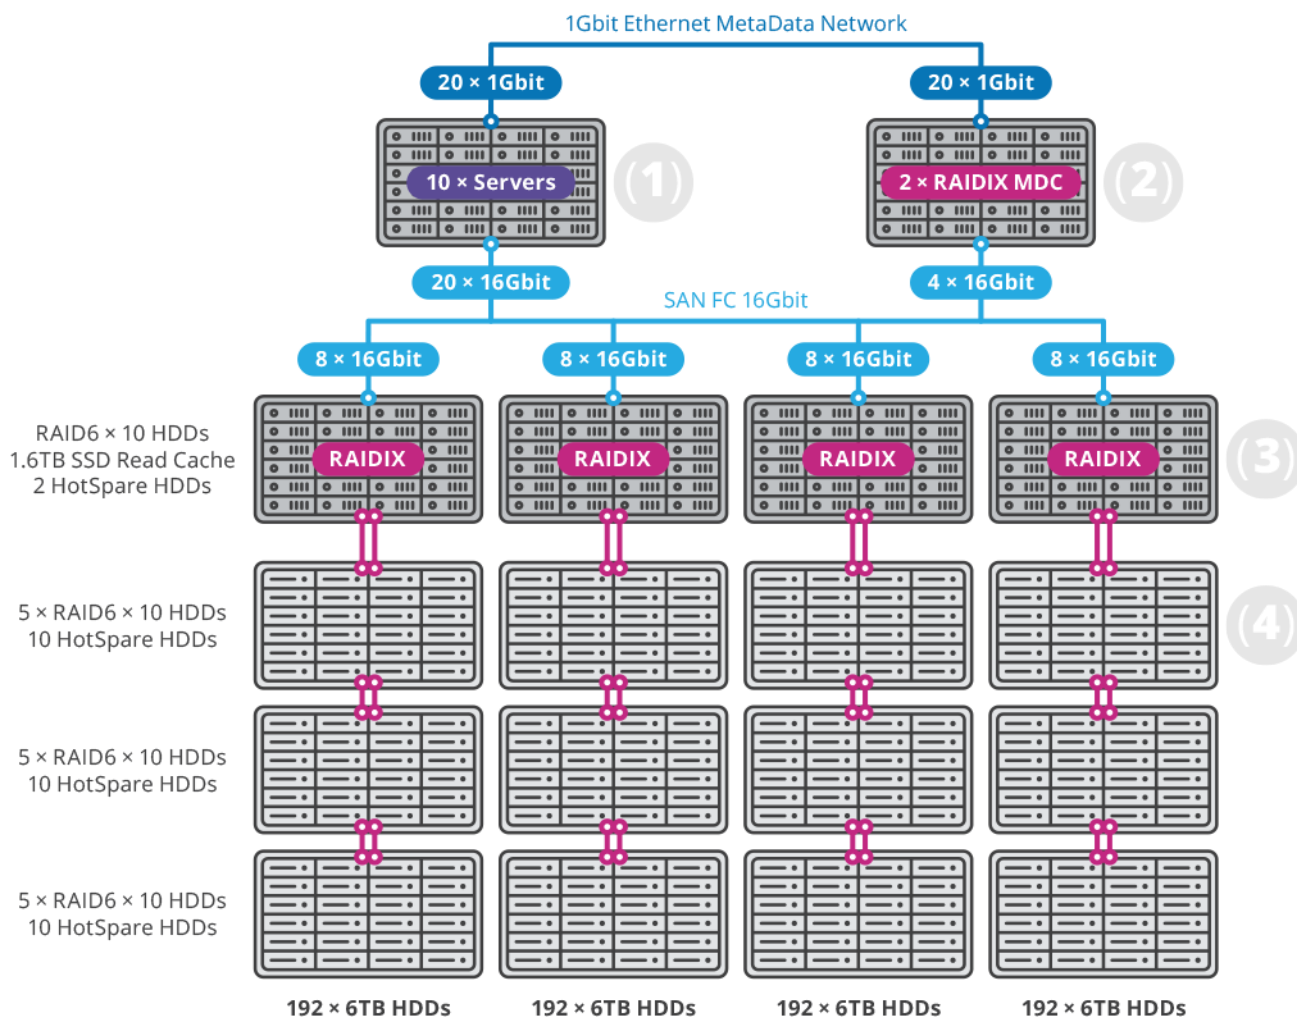 1Gbit Ethernet MetaData Network
20 × 1Gbit
20 × 1Gbit
10 × Servers
(1)
2 × RAIDIX MDC
(2)
20 × 16Gbit
4 × 16Gbit
SAN FC 16Gbit
8 × 16Gbit
8 × 16Gbit
8 × 16Gbit
8 × 16Gbit
RAID6 × 10 HDDs
1.6TB SSD Read Cache
2 HotSpare HDDs
RAIDIX
RAIDIX
RAIDIX
RAIDIX
(3)
5 × RAID6 × 10 HDDs
10 HotSpare HDDs
(4)
5 × RAID6 × 10 HDDs
10 HotSpare HDDs
5 × RAID6 × 10 HDDs
10 HotSpare HDDs
192 × 6TB HDDs
192 × 6TB HDDs
192 × 6TB HDDs
192 × 6TB HDDs